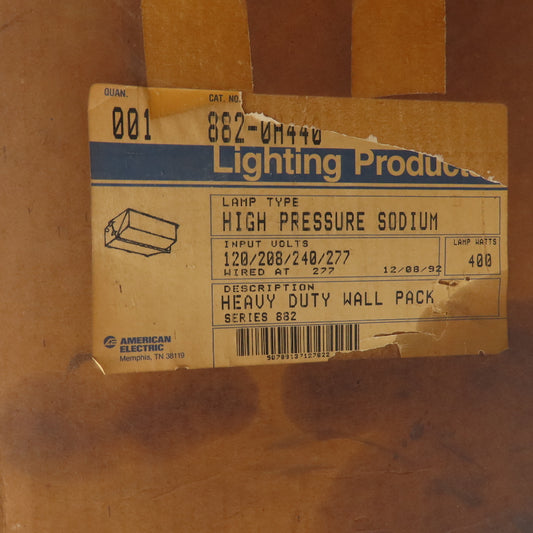 QUAN.
CAT. NO.
001
882-0H440
Lighting Products
LAMP TYPE
HIGH PRESSURE SODIUM
INPUT VOLTS
120/208/240/277
WIRED AT 277 12/08/92
LAMP WATTS
400
DESCRIPTION
HEAVY DUTY WALL PACK
SERIES 882
AMERICAN
ELECTRIC
Memphis, TN 38119